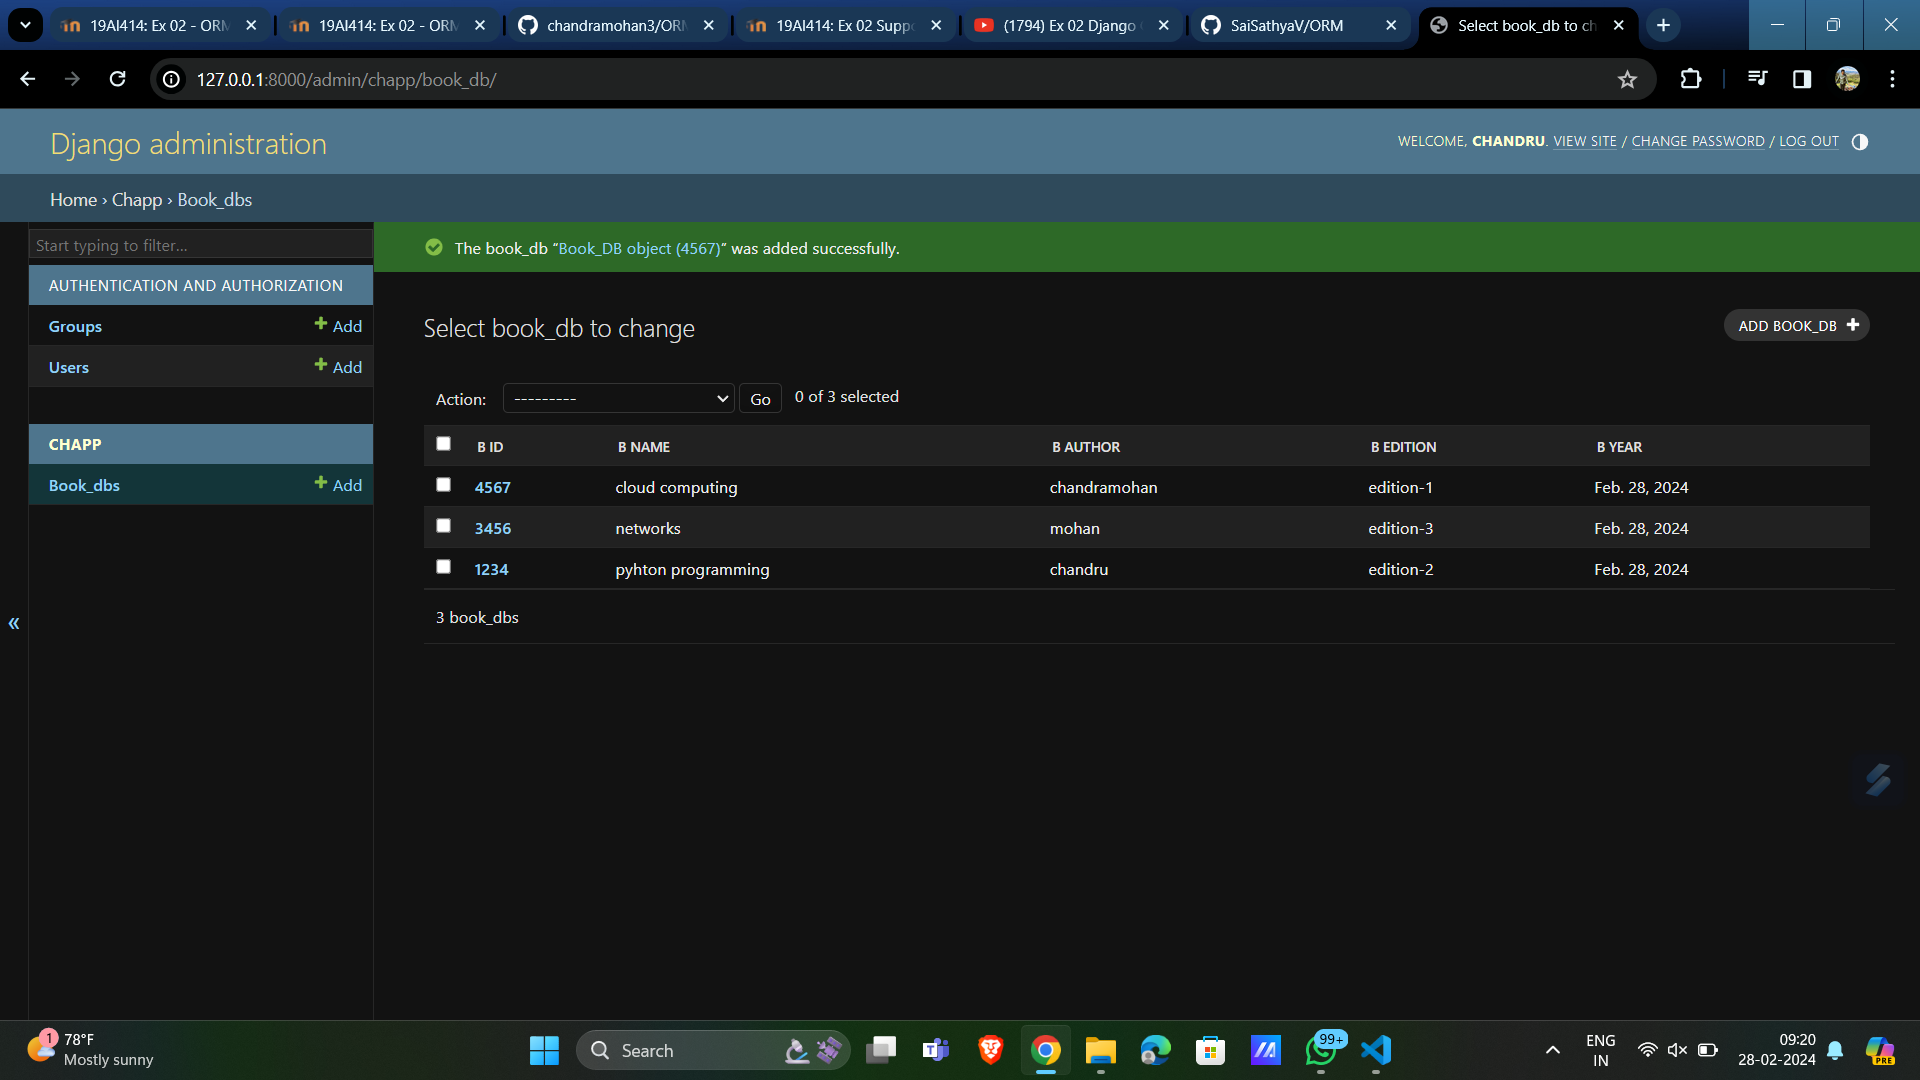 19AI414: Ex 02 - ORM
19AI414: Ex 02 - ORM
chandramohan3/ORM
19AI414: Ex 02 Supp
(1794) Ex 02 Django
SaiSathyaV/ORM
Select book_db to ch
127.0.0.1:8000/admin/chapp/book_db/
Django administration
WELCOME, CHANDRU. VIEW SITE / CHANGE PASSWORD / LOG OUT
Home › Chapp › Book_dbs
Start typing to filter...
The book_db “Book_DB object (4567)” was added successfully.
AUTHENTICATION AND AUTHORIZATION
Groups
Add
Users
Add
CHAPP
Book_dbs
Add
Select book_db to change
ADD BOOK_DB
Action: --------- Go 0 of 3 selected
B ID B NAME B AUTHOR B EDITION B YEAR
4567 cloud computing chandramohan edition-1 Feb. 28, 2024
3456 networks mohan edition-3 Feb. 28, 2024
1234 pyhton programming chandru edition-2 Feb. 28, 2024
3 book_dbs
«
1
78°F
Mostly sunny
Search
99+
ENG
IN
09:20
28-02-2024
PRE